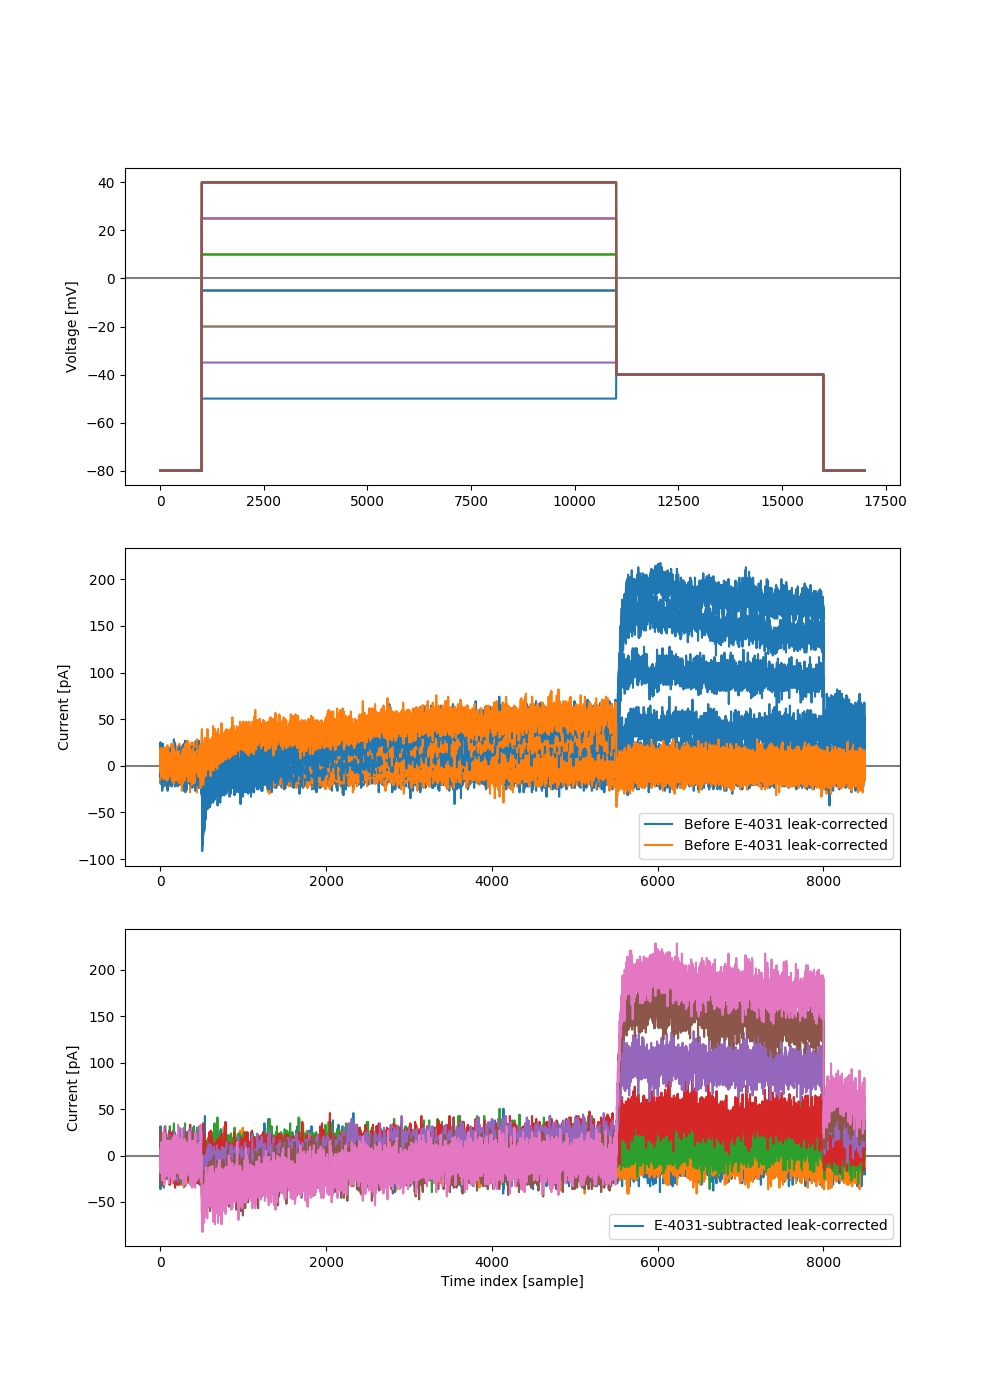 40
20
0
−20
−40
−60
−80
Voltage [mV]
0 2500 5000 7500 10000 12500 15000 17500
200
150
100
50
0
−50
−100
Current [pA]
Before E-4031 leak-corrected
Before E-4031 leak-corrected
0 2000 4000 6000 8000
200
150
100
50
0
−50
Current [pA]
E-4031-subtracted leak-corrected
0 2000 4000 6000 8000
Time index [sample]